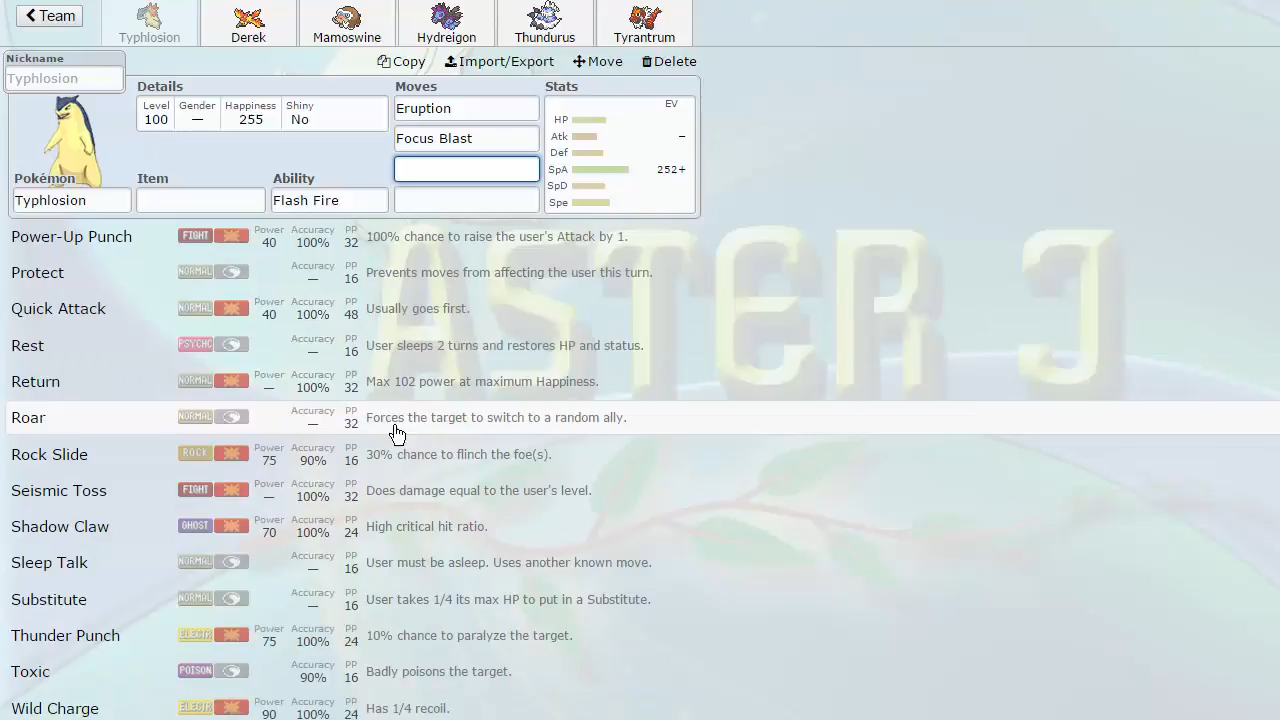 Team
Typhlosion
Derek
Mamoswine
Hydreigon
Thundurus
Tyrantrum
Nickname
Typhlosion
Copy
Import/Export
Move
Delete
Details
Level Gender Happiness Shiny
100 — 255 No
Moves
Eruption
Focus Blast
Stats
EV
HP
Atk –
Def
SpA 252+
SpD
Spe
Pokémon Item Ability
Typhlosion Flash Fire
ASTER J
Power-Up Punch FIGHT Power 40 Accuracy 100% PP 32 100% chance to raise the user's Attack by 1.
Protect NORMAL Accuracy — PP 16 Prevents moves from affecting the user this turn.
Quick Attack NORMAL Power 40 Accuracy 100% PP 48 Usually goes first.
Rest PSYCHC Accuracy — PP 16 User sleeps 2 turns and restores HP and status.
Return NORMAL Power — Accuracy 100% PP 32 Max 102 power at maximum Happiness.
Roar NORMAL Accuracy — PP 32 Forces the target to switch to a random ally.
Rock Slide ROCK Power 75 Accuracy 90% PP 16 30% chance to flinch the foe(s).
Seismic Toss FIGHT Power — Accuracy 100% PP 32 Does damage equal to the user's level.
Shadow Claw GHOST Power 70 Accuracy 100% PP 24 High critical hit ratio.
Sleep Talk NORMAL Accuracy — PP 16 User must be asleep. Uses another known move.
Substitute NORMAL Accuracy — PP 16 User takes 1/4 its max HP to put in a Substitute.
Thunder Punch ELECTR Power 75 Accuracy 100% PP 24 10% chance to paralyze the target.
Toxic POISON Accuracy 90% PP 16 Badly poisons the target.
Wild Charge ELECTR Power 90 Accuracy 100% PP 24 Has 1/4 recoil.